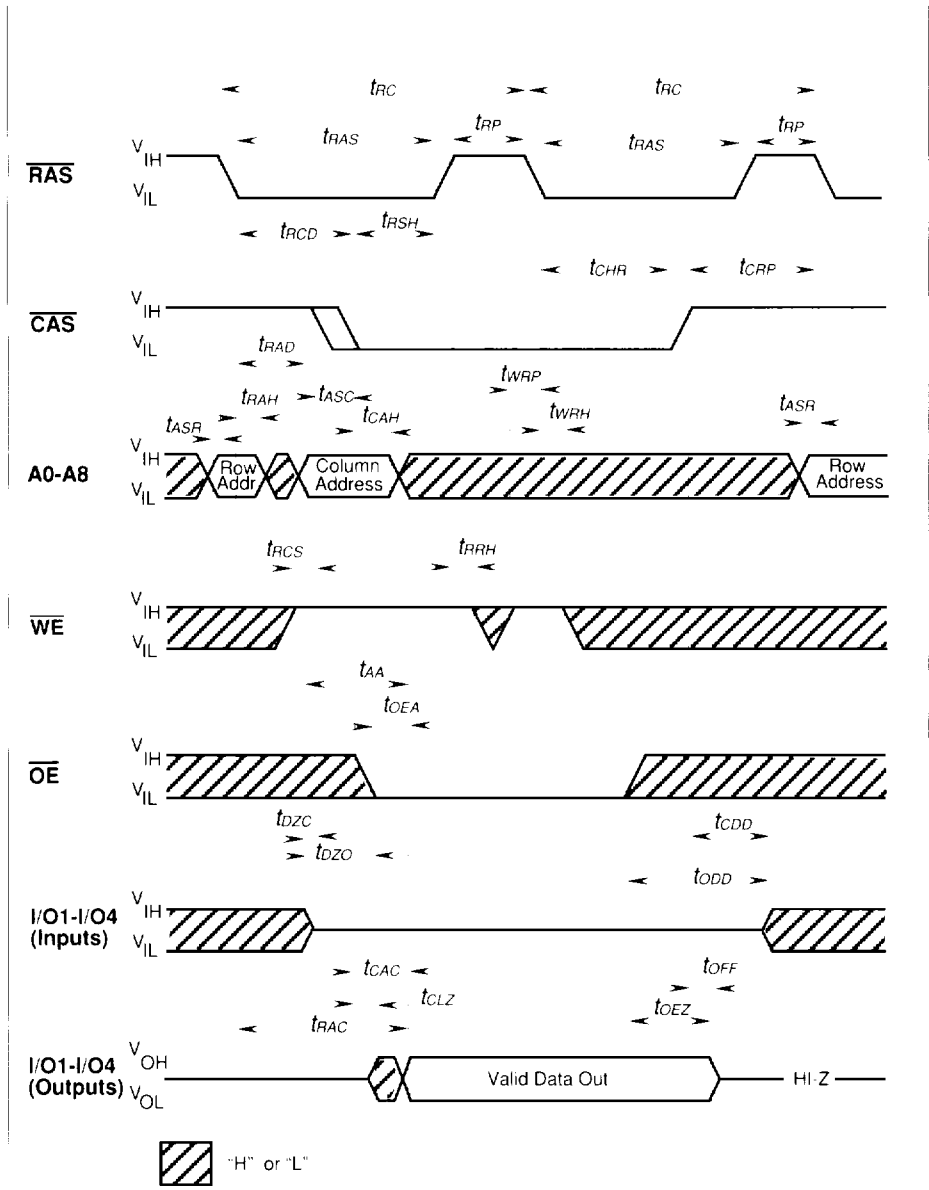 tRC tRC
tRAS tRP tRAS tRP
RAS VIH
VIL
tRCD tRSH
tCHR tCRP
CAS VIH
VIL
tRAD
tRAH tASC tCAH tWRP tWRH
tASR tASR
A0-A8 VIH
VIL
Row Addr
Column Address
Row Address
tRCS tRRH
WE VIH
VIL
tAA
tOEA
OE VIH
VIL
tDZC tCDD
tDZO
tODD
I/O1-I/O4 (Inputs) VIH
VIL
tCAC tOFF
tCLZ
tRAC tOEZ
I/O1-I/O4 (Outputs) VOH
VOL
Valid Data Out HI-Z
"H" or "L"